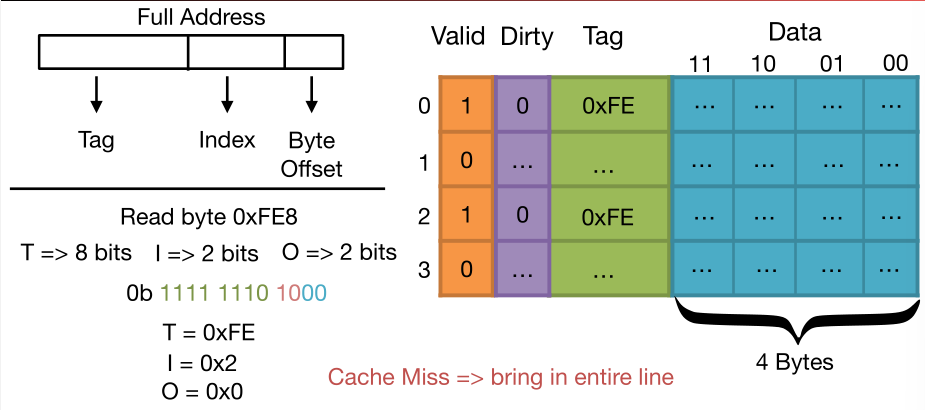 Full Address
Tag Index Byte Offset
Read byte 0xFE8
T => 8 bits I => 2 bits O => 2 bits
0b 1111 1110 1000
T = 0xFE
I = 0x2
O = 0x0
Valid Dirty Tag Data
11 10 01 00
0 1 0 0xFE ... ... ... ...
1 0 ... ... ... ... ... ...
2 1 0 0xFE ... ... ... ...
3 0 ... ... ... ... ... ...
4 Bytes
Cache Miss => bring in entire line